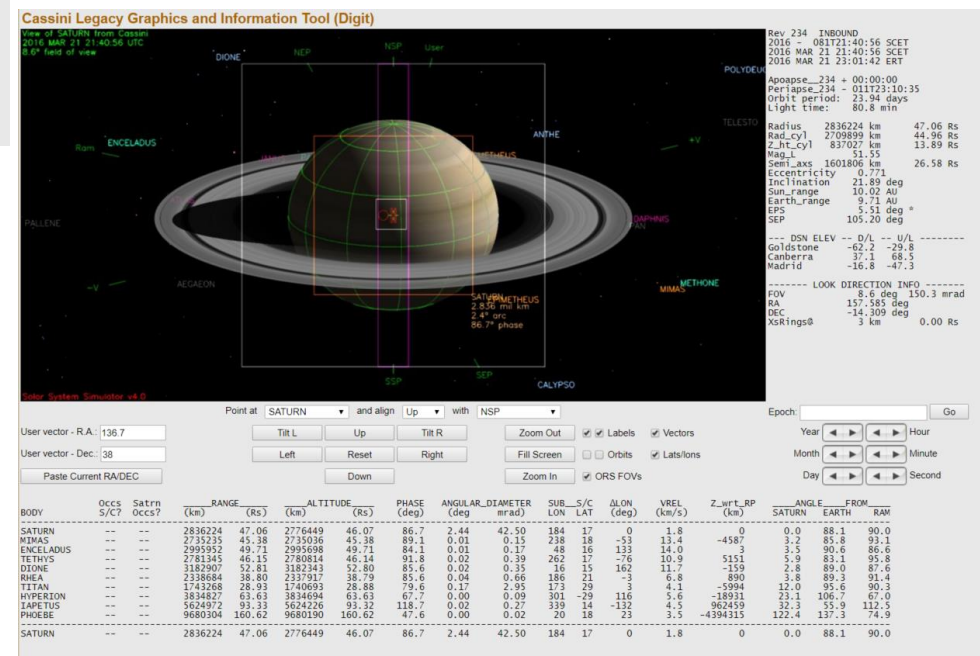 Cassini Legacy Graphics and Information Tool (Digit)
View of SATURN from Cassini
2016 MAR 21 21:40:56 UTC
8.6° field of view
NEP
NSP
User
DIONE
POLYDEUC
ANTHE
TELESTO
ENCELADUS
Ram
+V
PALLENE
DAPHNIS
PAN
-V
AEGAEON
METHONE
MIMAS
SATURN
EPIMETHEUS
2.836 mil km
2.4° arc
86.7° phase
SEP
SSP
CALYPSO
Solar System Simulator v4.0
Rev 234 INBOUND
2016 - 081T21:40:56 SCET
2016 MAR 21 21:40:56 SCET
2016 MAR 21 23:01:42 ERT
Apoapse__234 + 00:00:00
Periapse_234 - 011T23:10:35
Orbit period: 23.94 days
Light time: 80.8 min
Radius 2836224 km 47.06 Rs
Rad_cyl 2709899 km 44.96 Rs
Z_ht_cyl 837027 km 13.89 Rs
Mag_L 51.55
Semi_axs 1601806 km 26.58 Rs
Eccentricity 0.771
Inclination 21.89 deg
Sun_range 10.02 AU
Earth_range 9.71 AU
EPS 5.51 deg *
SEP 105.20 deg
--- DSN ELEV -- D/L -- U/L --------
Goldstone -62.2 -29.8
Canberra 37.1 68.5
Madrid -16.8 -47.3
------- LOOK DIRECTION INFO -------
FOV 8.6 deg 150.3 mrad
RA 157.585 deg
DEC -14.309 deg
XsRings@ 3 km 0.00 Rs
Point at SATURN and align Up with NSP
Epoch: Go
User vector - R.A.: 136.7
Tilt L Up Tilt R Zoom Out Labels Vectors
Year Hour
User vector - Dec.: 38
Left Reset Right Fill Screen Orbits Lats/lons
Month Minute
Paste Current RA/DEC
Down Zoom In ORS FOVs
Day Second
Occs Satrn ____RANGE____ ____ALTITUDE____ PHASE ANGULAR_DIAMETER SUB__S/C ΔLON VREL Z_wrt_RP ____ANGLE__FROM____
BODY S/C? Occs? (km) (Rs) (km) (Rs) (deg) (deg mrad) LON LAT (deg) (km/s) (km) SATURN EARTH RAM
SATURN -- -- 2836224 47.06 2776449 46.07 86.7 2.44 42.50 184 17 0 1.8 0 0.0 88.1 90.0
MIMAS -- -- 2735235 45.38 2735036 45.38 89.1 0.01 0.15 238 18 -53 13.4 -4587 3.2 85.8 93.1
ENCELADUS -- -- 2995952 49.71 2995698 49.71 84.1 0.01 0.17 48 16 133 14.0 3 3.5 90.6 86.6
TETHYS -- -- 2781345 46.15 2780814 46.14 91.8 0.02 0.39 262 17 -76 10.9 5151 5.9 83.1 95.8
DIONE -- -- 3182907 52.81 3182343 52.80 85.6 0.02 0.35 16 15 162 11.7 -159 2.8 89.0 87.6
RHEA -- -- 2338684 38.80 2337917 38.79 85.6 0.04 0.66 186 21 -3 6.8 890 3.8 89.3 91.4
TITAN -- -- 1743268 28.93 1740693 28.88 79.6 0.17 2.95 173 29 -3 4.1 -5994 12.0 95.6 90.3
HYPERION -- -- 3834827 63.63 3834694 63.63 67.7 0.00 0.09 301 -29 116 5.6 -18931 23.1 106.7 67.0
IAPETUS -- -- 5624972 93.33 5624226 93.32 118.7 0.02 0.27 339 14 -132 4.5 962459 32.3 55.9 112.5
PHOEBE -- -- 9680304 160.62 9680190 160.62 47.6 0.00 0.02 20 18 23 3.5 -4394315 122.4 137.3 74.9
SATURN -- -- 2836224 47.06 2776449 46.07 86.7 2.44 42.50 184 17 0 1.8 0 0.0 88.1 90.0